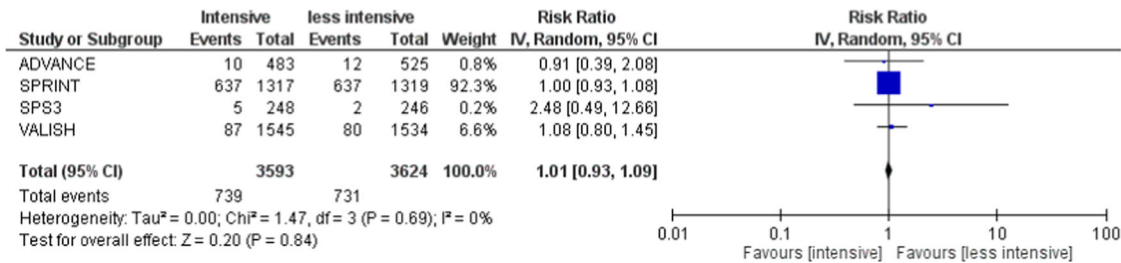 Intensive less intensive Risk Ratio Risk Ratio
Study or Subgroup Events Total Events Total Weight IV, Random, 95% CI IV, Random, 95% CI
ADVANCE 10 483 12 525 0.8% 0.91 [0.39, 2.08]
SPRINT 637 1317 637 1319 92.3% 1.00 [0.93, 1.08]
SPS3 5 248 2 246 0.2% 2.48 [0.49, 12.66]
VALISH 87 1545 80 1534 6.6% 1.08 [0.80, 1.45]
Total (95% CI) 3593 3624 100.0% 1.01 [0.93, 1.09]
Total events 739 731
Heterogeneity: Tau² = 0.00; Chi² = 1.47, df = 3 (P = 0.69); I² = 0%
Test for overall effect: Z = 0.20 (P = 0.84)
0.01 0.1 1 10 100
Favours [intensive] Favours [less intensive]